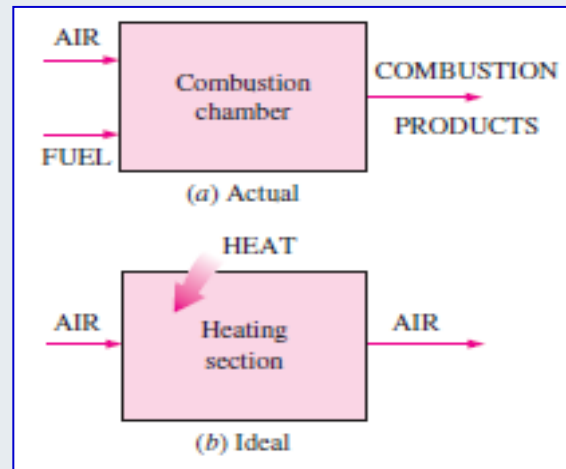 AIR
Combustion
chamber
COMBUSTION
PRODUCTS
FUEL
(a) Actual
HEAT
AIR
Heating
section
AIR
(b) Ideal